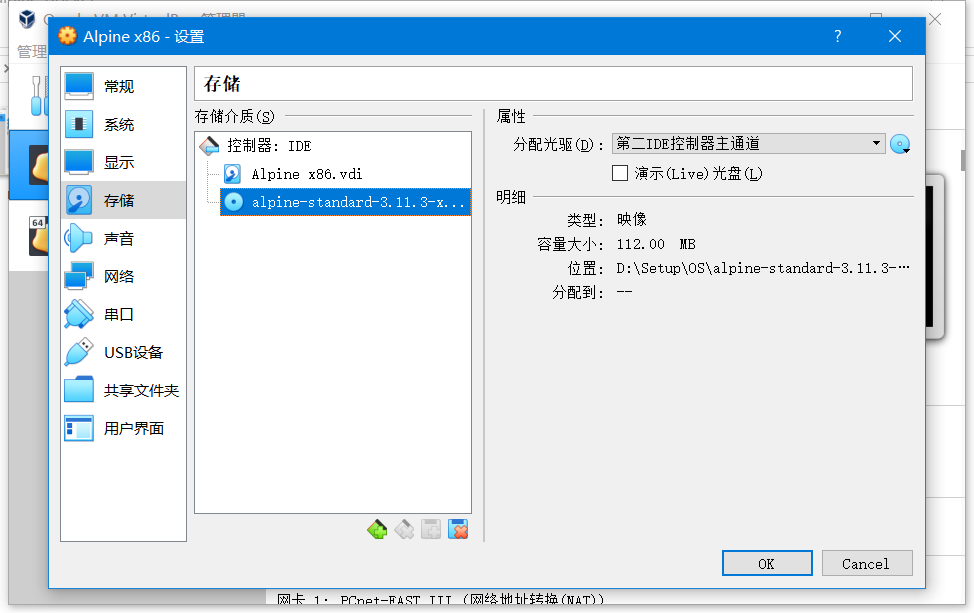 Alpine x86 - 设置
管理
常规
系统
显示
存储
声音
网络
串口
USB设备
共享文件夹
用户界面
存储
存储介质(S)
控制器: IDE
Alpine x86.vdi
alpine-standard-3.11.3-x...
属性
分配光驱(D): 第二IDE控制器主通道
演示(Live)光盘(L)
明细
类型: 映像
容量大小: 112.00 MB
位置: D:\Setup\OS\alpine-standard-3.11.3-…
分配到: --
OK
Cancel
64
网卡 1: PCnet-FAST III (网络地址转换(NAT))